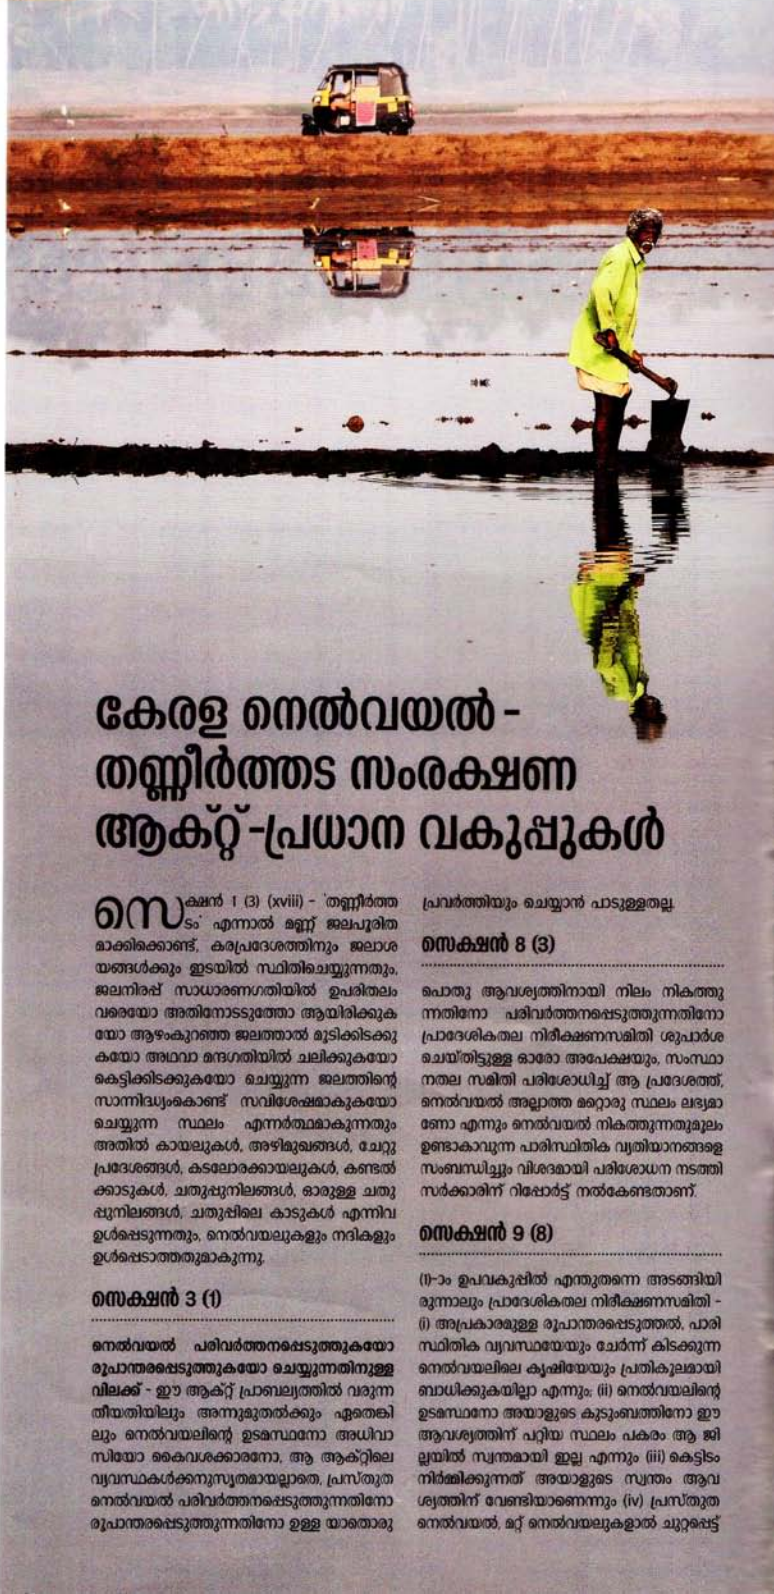 കേരള നെൽവയൽ -
തണ്ണീർത്തട സംരക്ഷണ
ആക്റ്റ് -പ്രധാന വകുപ്പുകൾ
സെക്ഷൻ 1 (3) (xviii) - 'തണ്ണീർത്ത
ടം' എന്നാൽ മണ്ണ് ജലപൂരിത
മാക്കിക്കൊണ്ട്, കരപ്രദേശത്തിനും ജലാശ
യങ്ങൾക്കും ഇടയിൽ സ്ഥിതിചെയ്യുന്നതും,
ജലനിരപ്പ് സാധാരണഗതിയിൽ ഉപരിതലം
വരെയോ അതിനോടടുത്തോ ആയിരിക്കുക
യോ ആഴംകുറഞ്ഞ ജലത്താൽ മൂടിക്കിടക്കു
കയോ അഥവാ മന്ദഗതിയിൽ ചലിക്കുകയോ
കെട്ടിക്കിടക്കുകയോ ചെയ്യുന്ന ജലത്തിന്റെ
സാന്നിദ്ധ്യംകൊണ്ട് സവിശേഷമാകുകയോ
ചെയ്യുന്ന സ്ഥലം എന്നർത്ഥമാകുന്നതും
അതിൽ കായലുകൾ, അഴിമുഖങ്ങൾ, ചേറ്റു
പ്രദേശങ്ങൾ, കടലോരക്കായലുകൾ, കണ്ടൽ
ക്കാടുകൾ, ചതുപ്പുനിലങ്ങൾ, ഓരുള്ള ചതു
പ്പുനിലങ്ങൾ, ചതുപ്പിലെ കാടുകൾ എന്നിവ
ഉൾപ്പെടുന്നതും, നെൽവയലുകളും നദികളും
ഉൾപ്പെടാത്തതുമാകുന്നു.
സെക്ഷൻ 3 (1)
നെൽവയൽ പരിവർത്തനപ്പെടുത്തുകയോ
രൂപാന്തരപ്പെടുത്തുകയോ ചെയ്യുന്നതിനുള്ള
വിലക്ക് - ഈ ആക്റ്റ് പ്രാബല്യത്തിൽ വരുന്ന
തീയതിയിലും അന്നുമുതൽക്കും ഏതെങ്കി
ലും നെൽവയലിന്റെ ഉടമസ്ഥനോ അധിവാ
സിയോ കൈവശക്കാരനോ, ആ ആക്റ്റിലെ
വ്യവസ്ഥകൾക്കനുസൃതമായല്ലാതെ, പ്രസ്തുത
നെൽവയൽ പരിവർത്തനപ്പെടുത്തുന്നതിനോ
രൂപാന്തരപ്പെടുത്തുന്നതിനോ ഉള്ള യാതൊരു
പ്രവർത്തിയും ചെയ്യാൻ പാടുള്ളതല്ല.
സെക്ഷൻ 8 (3)
പൊതു ആവശ്യത്തിനായി നിലം നികത്തു
ന്നതിനോ പരിവർത്തനപ്പെടുത്തുന്നതിനോ
പ്രാദേശികതല നിരീക്ഷണസമിതി ശുപാർശ
ചെയ്തിട്ടുള്ള ഓരോ അപേക്ഷയും, സംസ്ഥാ
നതല സമിതി പരിശോധിച്ച് ആ പ്രദേശത്ത്,
നെൽവയൽ അല്ലാത്ത മറ്റൊരു സ്ഥലം ലഭ്യമാ
ണോ എന്നും നെൽവയൽ നികത്തുന്നതുമൂലം
ഉണ്ടാകാവുന്ന പാരിസ്ഥിതിക വ്യതിയാനങ്ങളെ
സംബന്ധിച്ചും വിശദമായി പരിശോധന നടത്തി
സർക്കാരിന് റിപ്പോർട്ട് നൽകേണ്ടതാണ്.
സെക്ഷൻ 9 (8)
(1)-ാം ഉപവകുപ്പിൽ എന്തുതന്നെ അടങ്ങിയി
രുന്നാലും പ്രാദേശികതല നിരീക്ഷണസമിതി -
(i) അപ്രകാരമുള്ള രൂപാന്തരപ്പെടുത്തൽ, പാരി
സ്ഥിതിക വ്യവസ്ഥയേയും ചേർന്ന് കിടക്കുന്ന
നെൽവയലിലെ കൃഷിയേയും പ്രതികൂലമായി
ബാധിക്കുകയില്ലാ എന്നും; (ii) നെൽവയലിന്റെ
ഉടമസ്ഥനോ അയാളുടെ കുടുംബത്തിനോ ഈ
ആവശ്യത്തിന് പറ്റിയ സ്ഥലം പകരം ആ ജി
ല്ലയിൽ സ്വന്തമായി ഇല്ല എന്നും (iii) കെട്ടിടം
നിർമ്മിക്കുന്നത് അയാളുടെ സ്വന്തം ആവ
ശ്യത്തിന് വേണ്ടിയാണെന്നും (iv) പ്രസ്തുത
നെൽവയൽ, മറ്റ് നെൽവയലുകളാൽ ചുറ്റപ്പെട്ട്